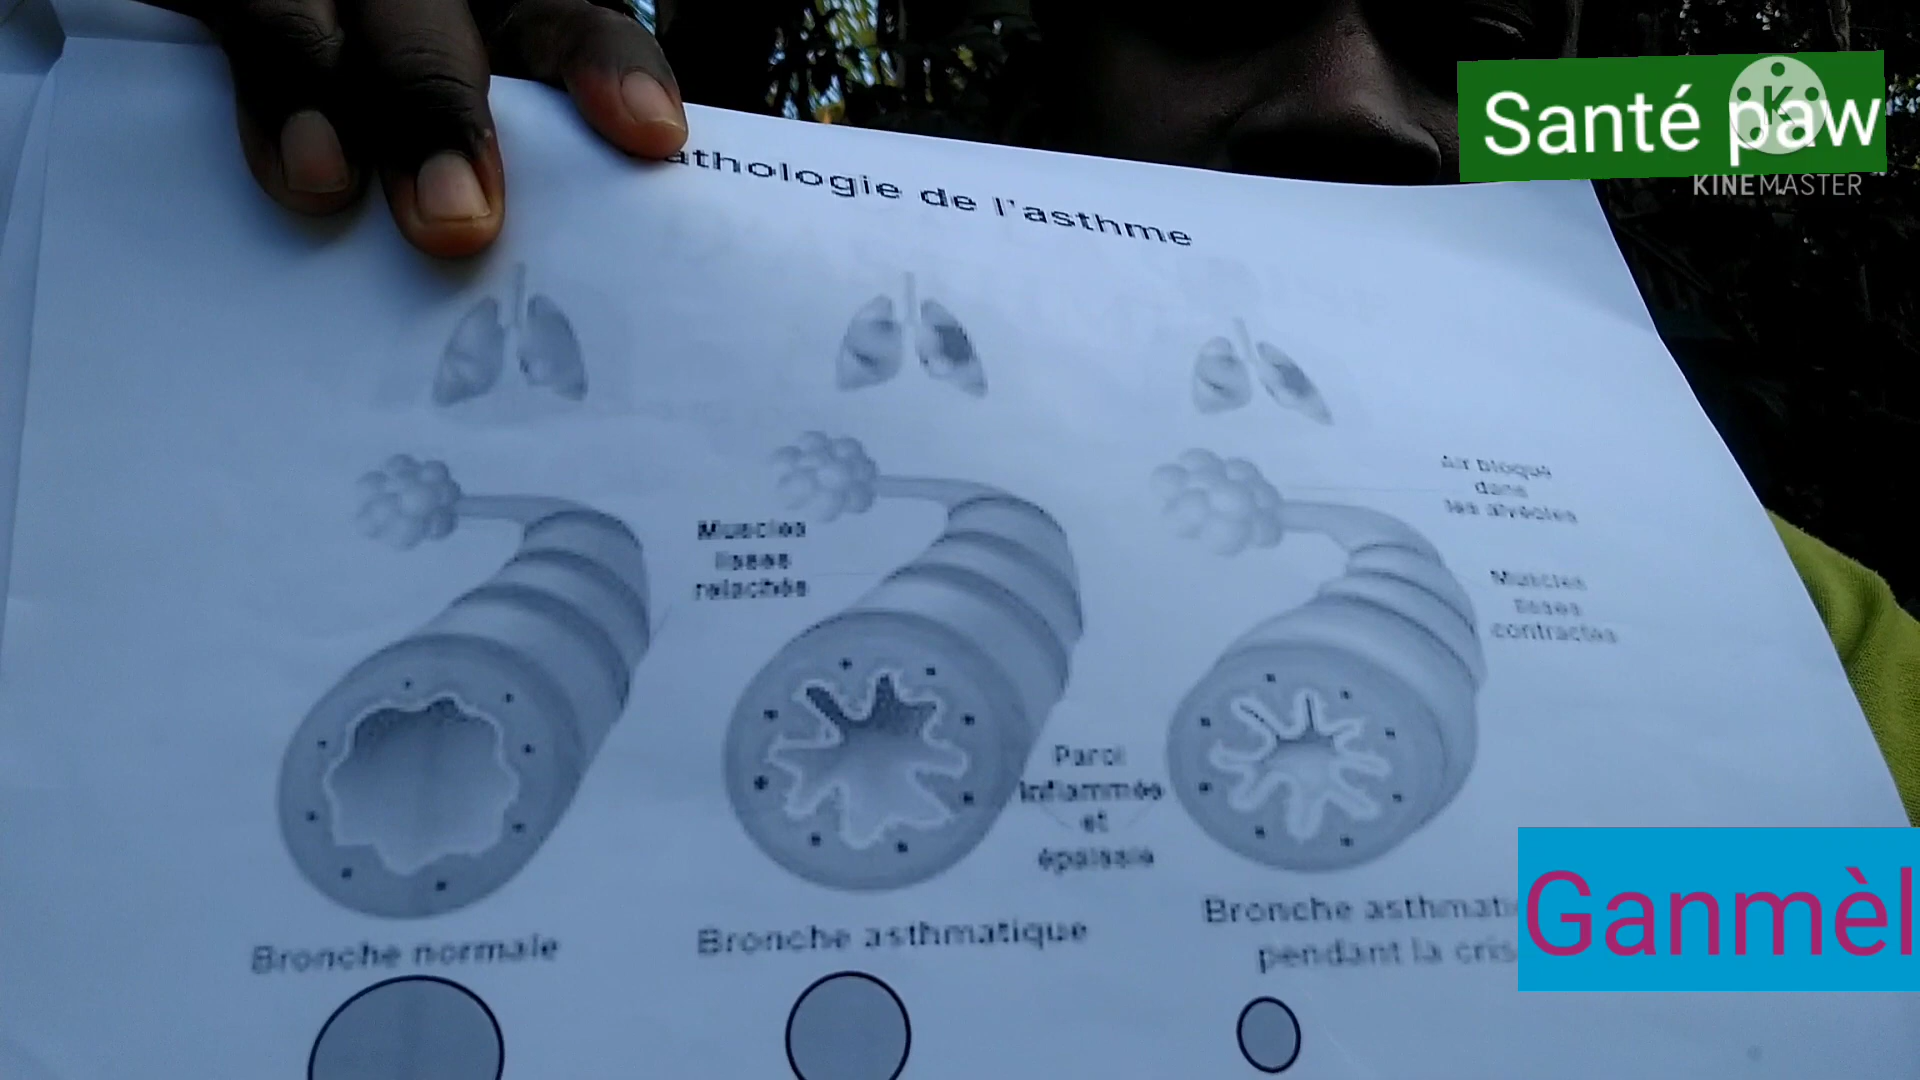 Santé paw
KINEMASTER
athologie de l'asthme
Air bloqué
dans
les alvéoles
Muscles
lisses
relachés
Muscles
lisses
contractés
Paroi
inflammée
et
épaissie
Bronche normale
Bronche asthmatique
Bronche asthmati
pendant la cris
Ganmèl